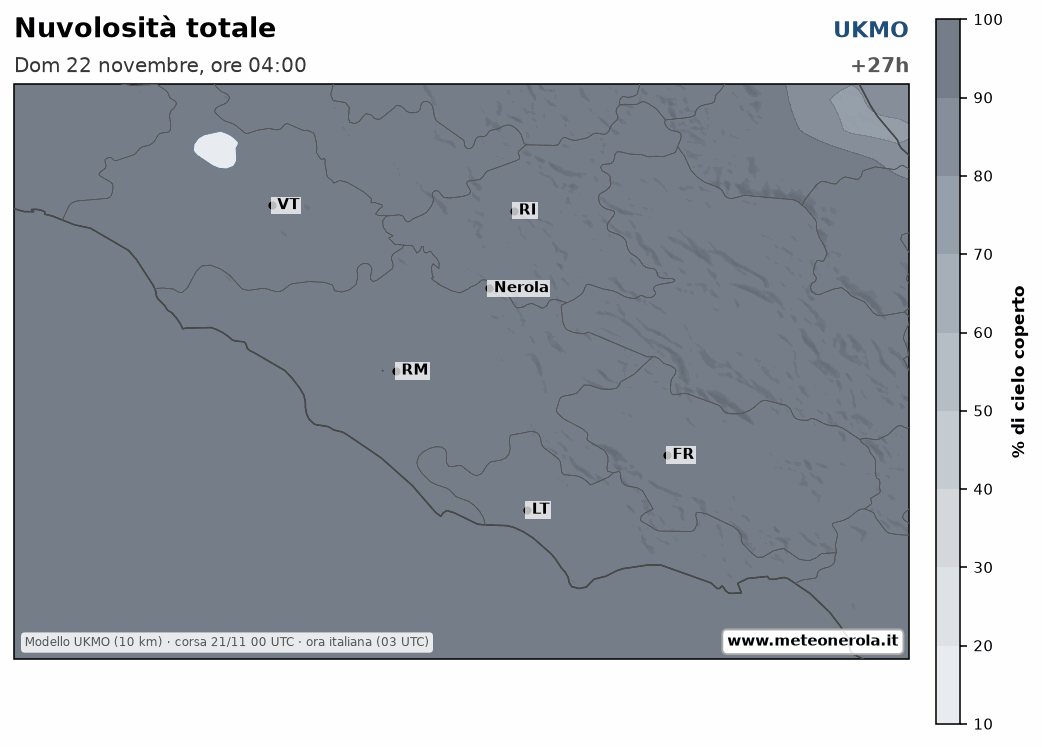 Nuvolosità totale
UKMO
Dom 22 novembre, ore 04:00
+27h
VT
RI
Nerola
RM
FR
LT
Modello UKMO (10 km) · corsa 21/11 00 UTC · ora italiana (03 UTC)
www.meteonerola.it
100
90
80
70
60
50
40
30
20
10
% di cielo coperto